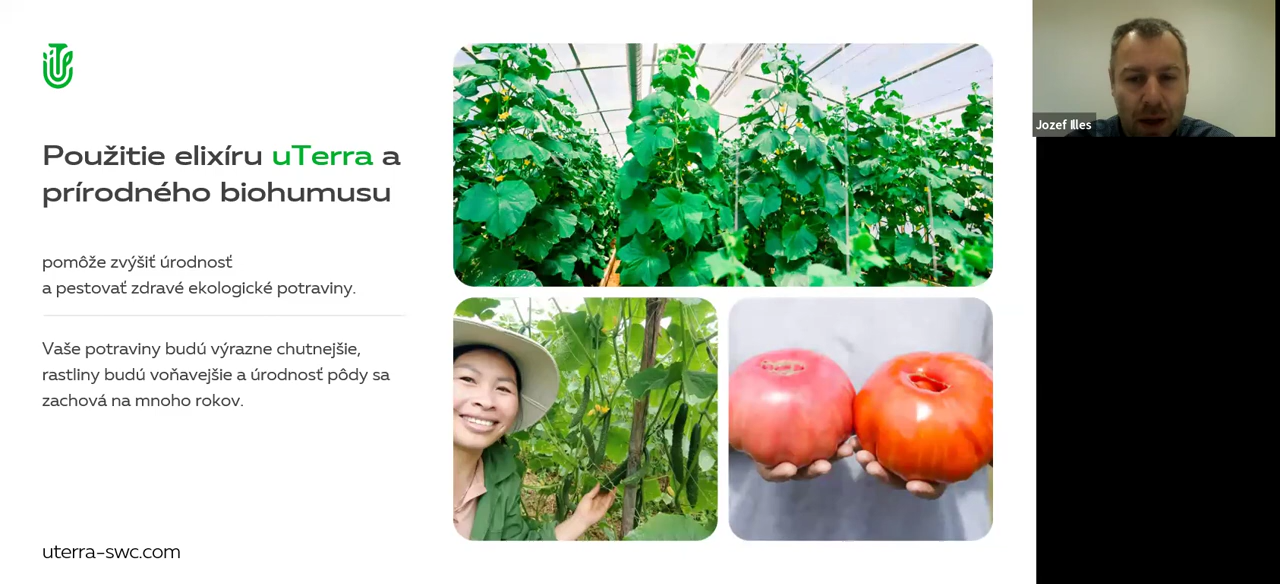 Použitie elixíru uTerra a
prírodného biohumusu
pomôže zvýšiť úrodnosť
a pestovať zdravé ekologické potraviny.
Vaše potraviny budú výrazne chutnejšie,
rastliny budú voňavejšie a úrodnosť pôdy sa
zachová na mnoho rokov.
uterra-swc.com
Jozef Illes